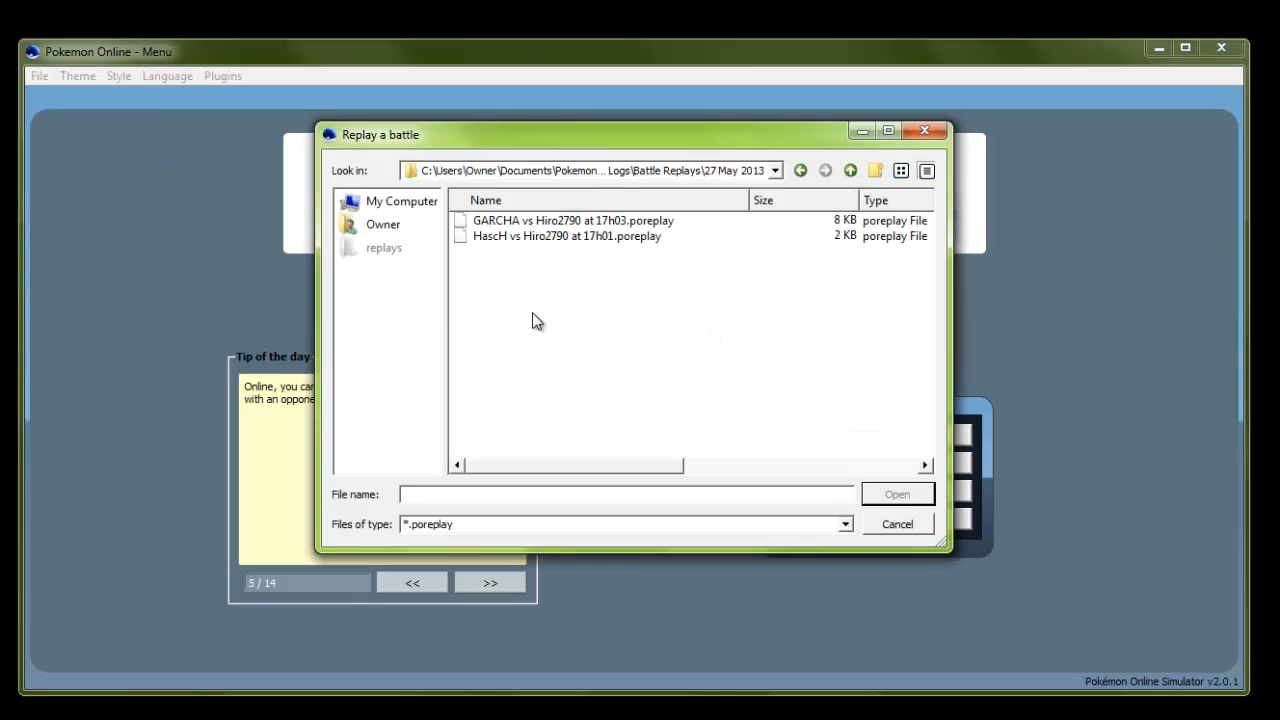 Pokemon Online - Menu
File Theme Style Language Plugins
Replay a battle
Look in: C:\Users\Owner\Documents\Pokemon... Logs\Battle Replays\27 May 2013
My Computer
Owner
replays
Name Size Type
GARCHA vs Hiro2790 at 17h03.poreplay 8 KB poreplay File
HascH vs Hiro2790 at 17h01.poreplay 2 KB poreplay File
Tip of the day
Online, you can
with an oppone
File name: Open
Files of type: *.poreplay Cancel
5 / 14 << >>
Pokémon Online Simulator v2.0.1